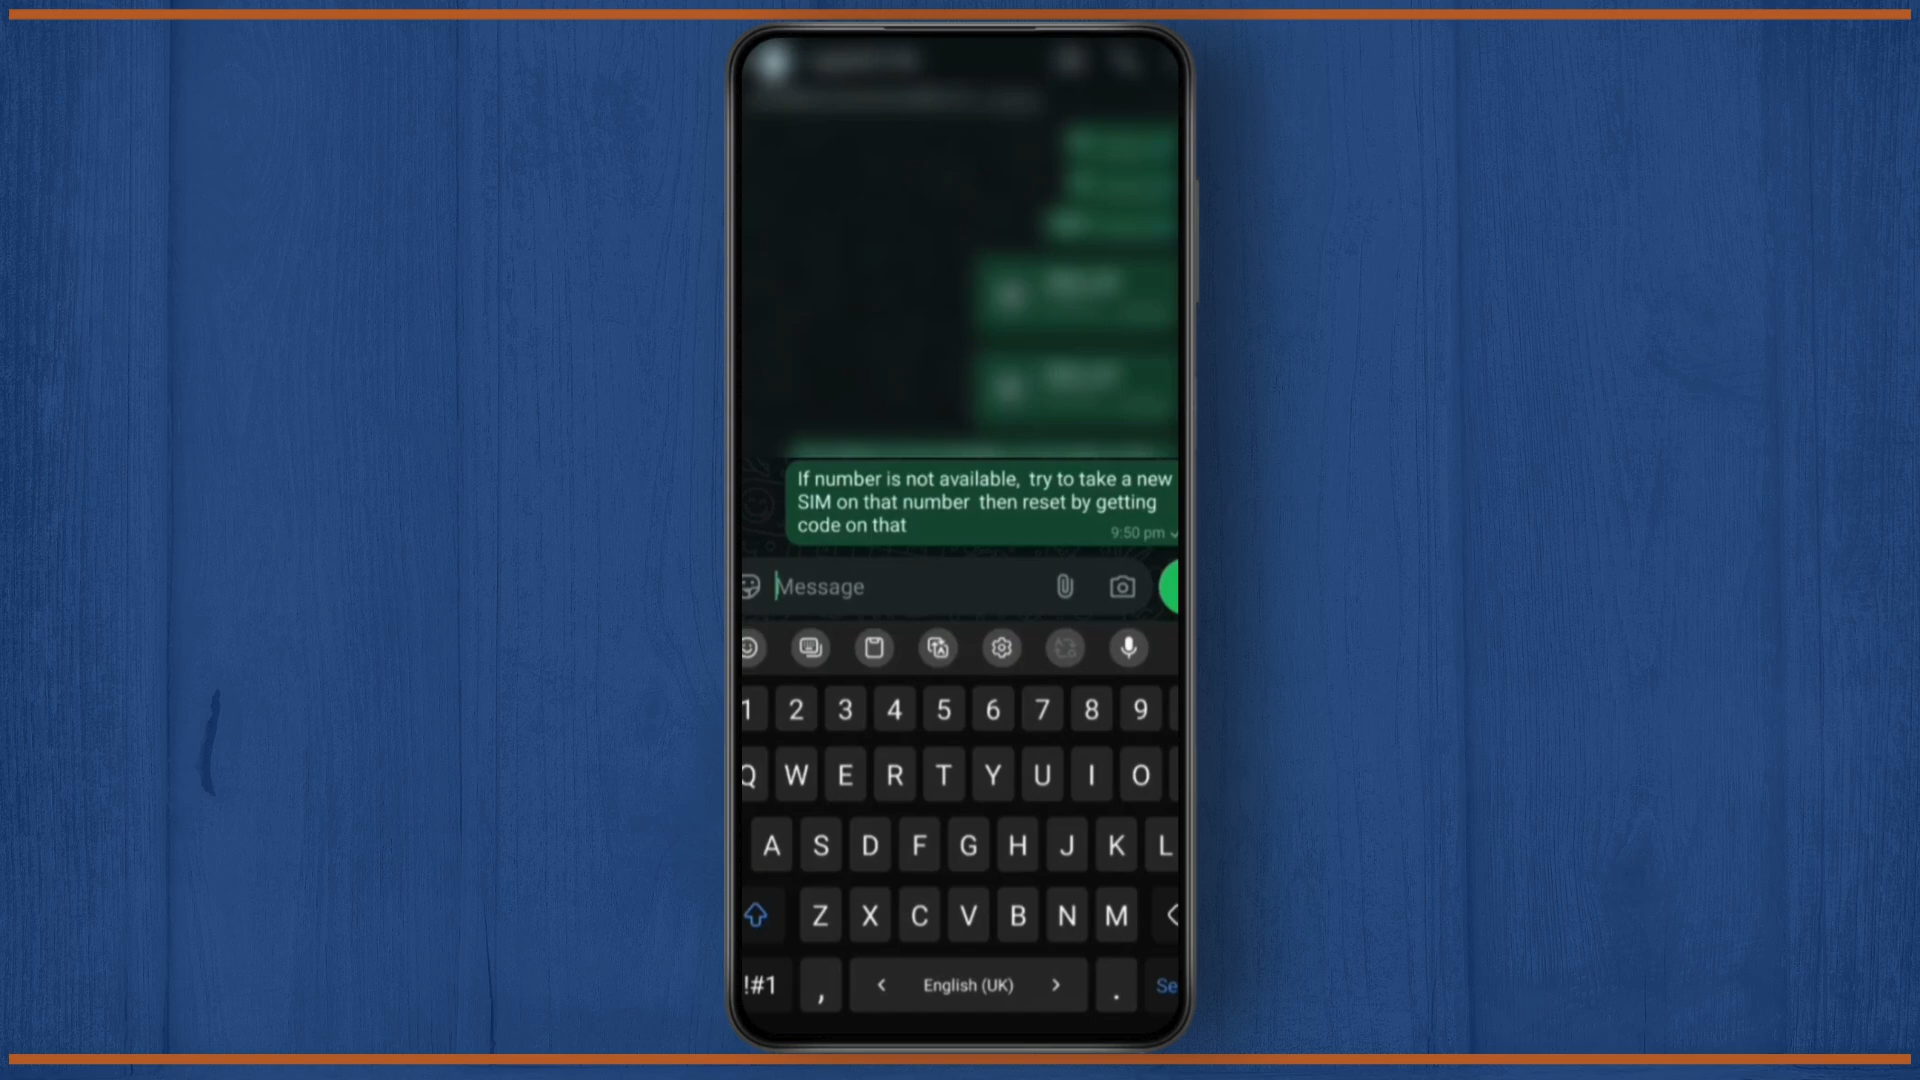 If number is not available, try to take a new
SIM on that number then reset by getting
code on that
9:50 pm
Message
1 2 3 4 5 6 7 8 9
Q W E R T Y U I O
A S D F G H J K L
Z X C V B N M
!#1 , < English (UK) > . Se